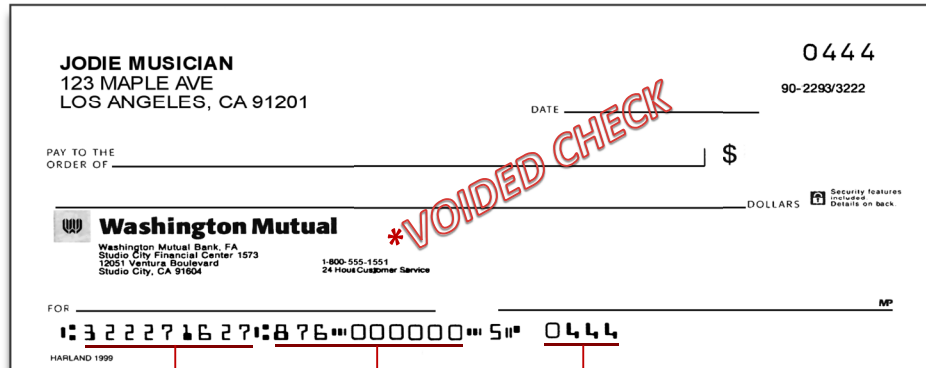 0444
JODIE MUSICIAN
123 MAPLE AVE
LOS ANGELES, CA 91201
90-2293/3222
DATE
*VOIDED CHECK
PAY TO THE
ORDER OF
$
DOLLARS
Security features
included.
Details on back.
Washington Mutual
Washington Mutual Bank, FA
Studio City Financial Center 1573
12051 Ventura Boulevard
Studio City, CA 91604
1-800-555-1551
24 Hour Customer Service
FOR
MP
⑆322271627⑆876⑉000000⑉5⑈ 0444
HARLAND 1999